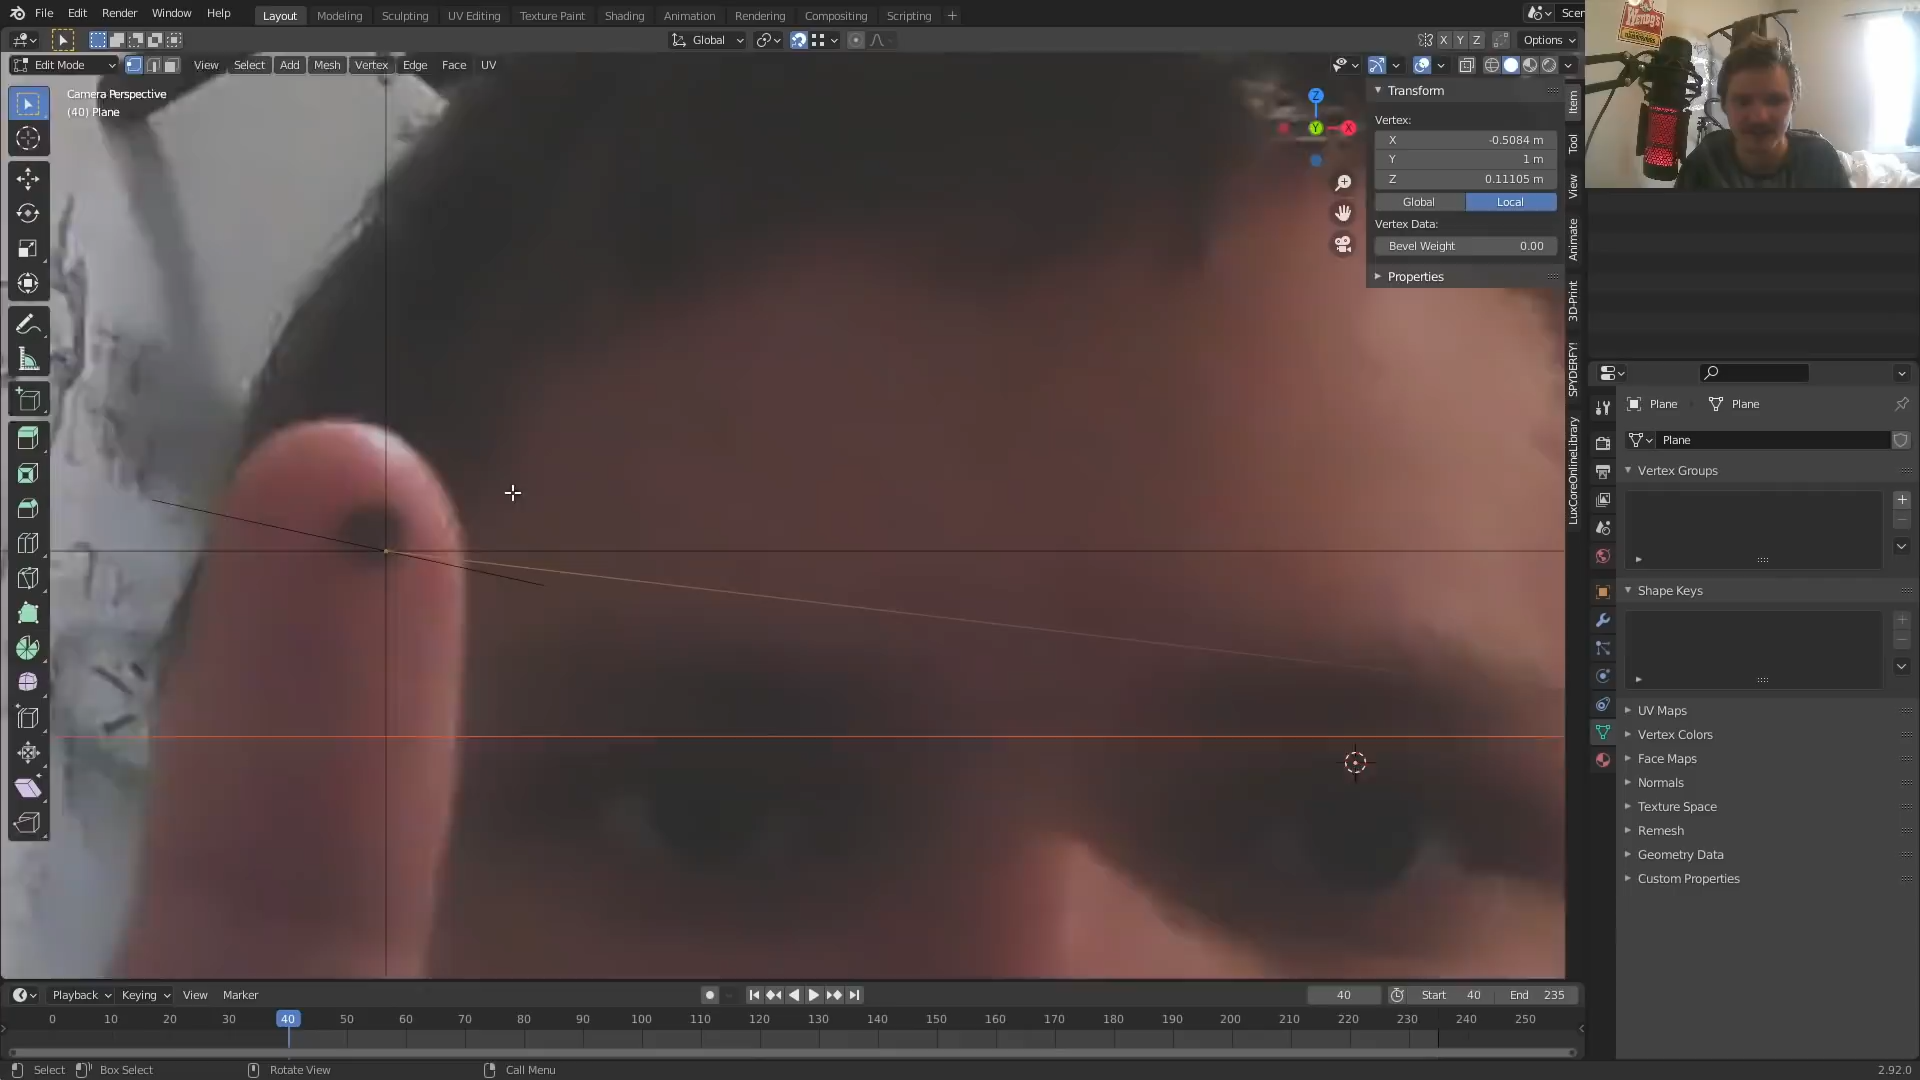 File Edit Render Window Help
Layout Modeling Sculpting UV Editing Texture Paint Shading Animation Rendering Compositing Scripting +
Scen
Global
X Y Z
Options
Edit Mode View Select Add Mesh Vertex Edge Face UV
Camera Perspective
(40) Plane
Z
Y
X
Transform
Vertex:
X -0.5084 m
Y 1 m
Z 0.11105 m
Global Local
Vertex Data:
Bevel Weight 0.00
Properties
Item
Tool
View
Animate
3D-Print
SPYDERFY!
LuxCoreOnlineLibrary
Wendy's
Plane Plane
Plane
Vertex Groups
Shape Keys
UV Maps
Vertex Colors
Face Maps
Normals
Texture Space
Remesh
Geometry Data
Custom Properties
Playback Keying View Marker
40 Start 40 End 235
0 10 20 30 40 50 60 70 80 90 100 110 120 130 140 150 160 170 180 190 200 210 220 230 240 250
Select Box Select Rotate View Call Menu
2.92.0